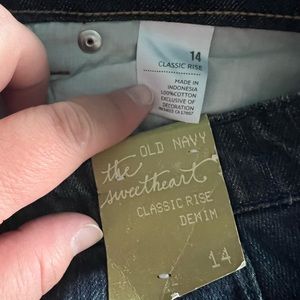 14
CLASSIC RISE
MADE IN
INDONESIA
100%COTTON
EXCLUSIVE OF
DECORATION
OLD NAVY
the
sweetheart
CLASSIC RISE
DENIM
14